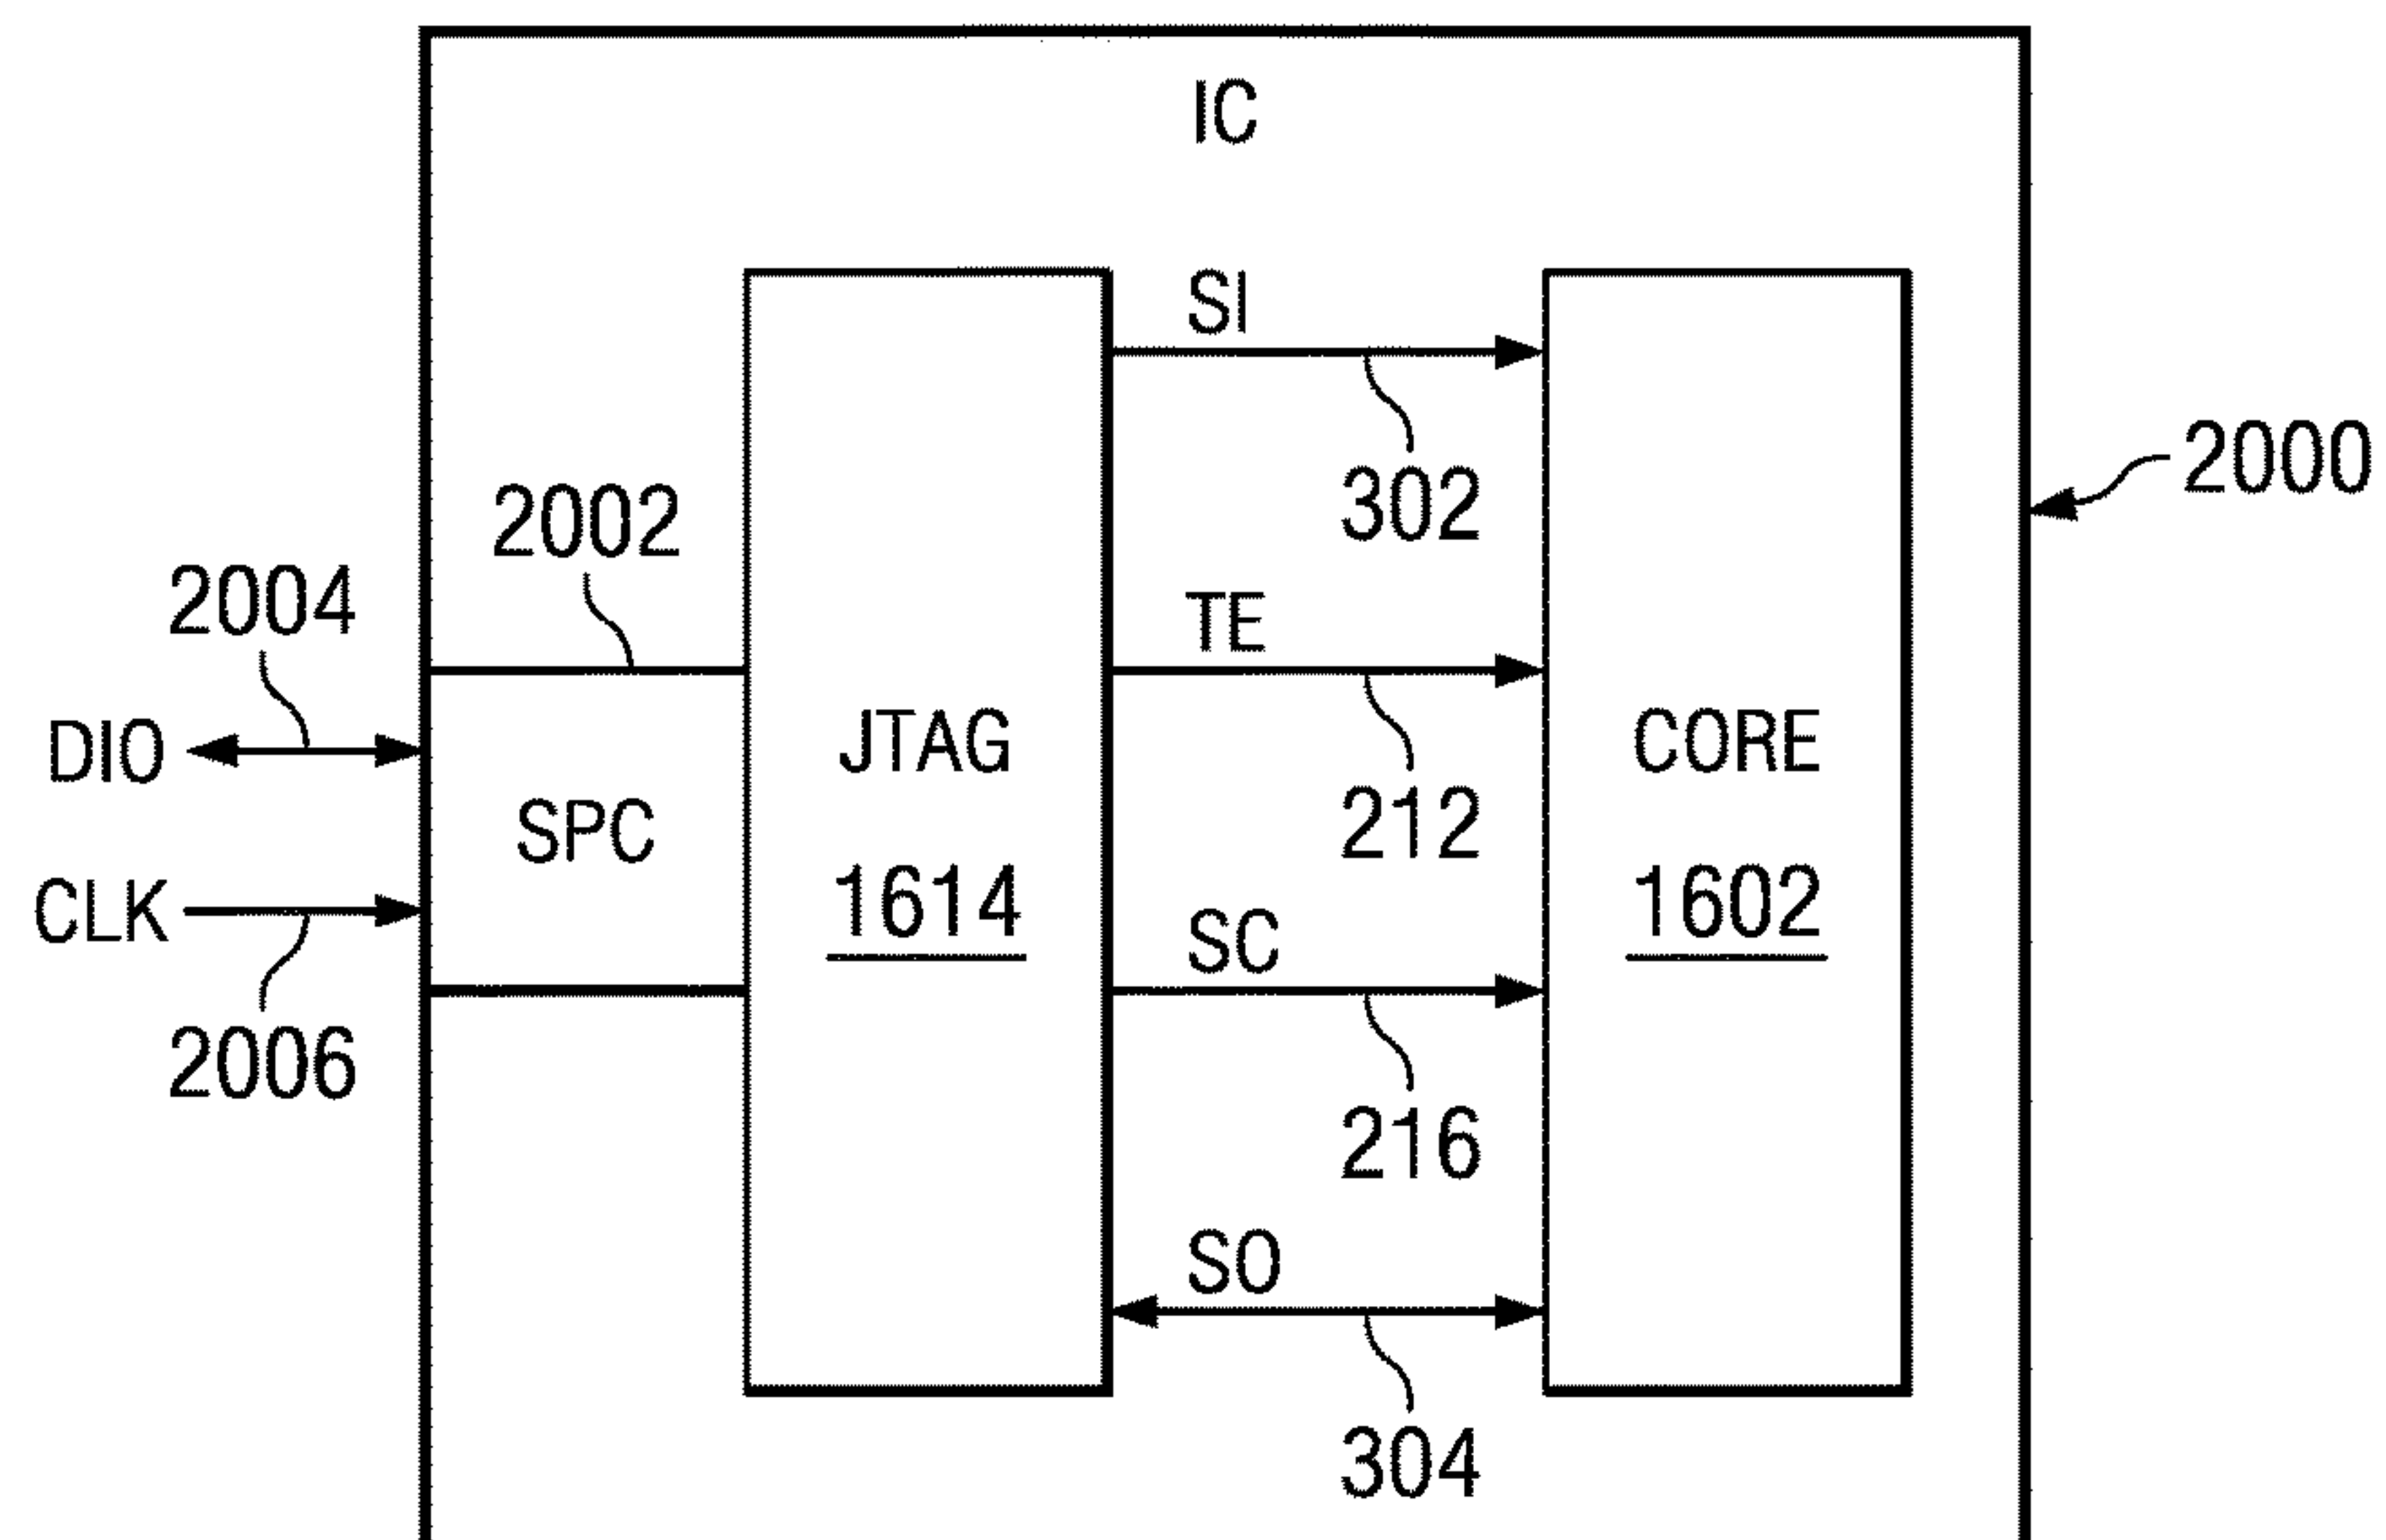 IC
SI
302
2000
2002
2004
TE
212
DIO
JTAG
CORE
SPC
CLK
1614
1602
SC
2006
216
SO
304